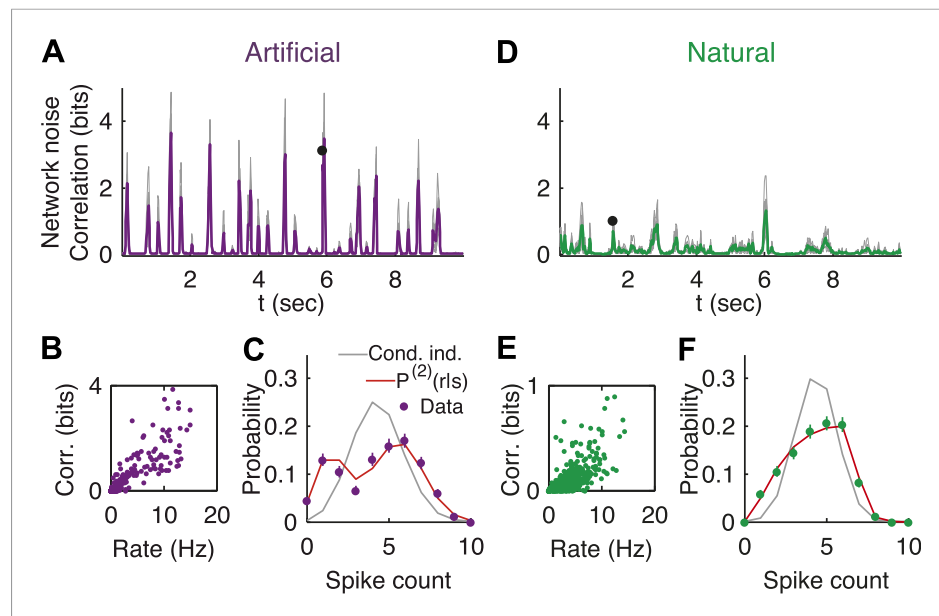 A
Artificial
Network noise
Correlation (bits)
4
2
0
2
4
6
8
t (sec)
D
Natural
4
2
0
2
4
6
8
t (sec)
B
Corr. (bits)
4
0
0
10
20
Rate (Hz)
C
Cond. ind.
P(2)(rls)
Data
Probability
0.3
0.2
0.1
0
0
5
10
Spike count
E
Corr. (bits)
1
0
0
10
20
Rate (Hz)
F
Probability
0.3
0.2
0.1
0
0
5
10
Spike count